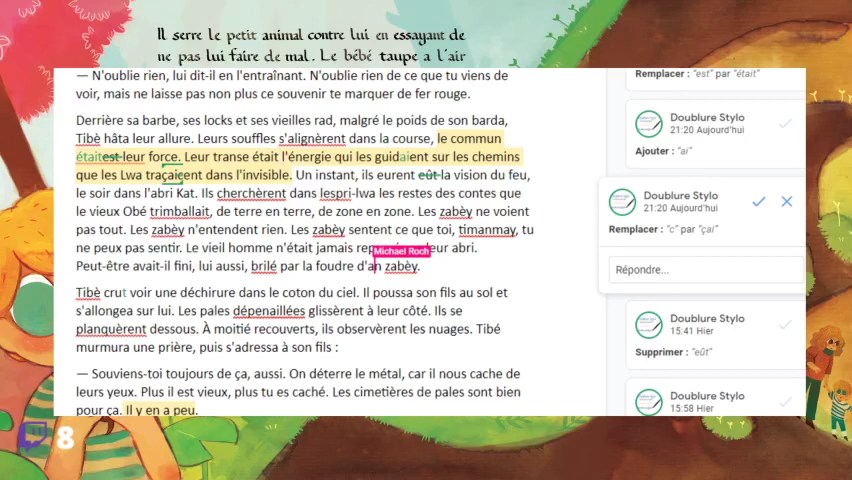 Il serre le petit animal contre lui en essayant de
ne pas lui faire de mal. Le bébé taupe a l'air
— N'oublie rien, lui dit-il en l'entraînant. N'oublie rien de ce que tu viens de
voir, mais ne laisse pas non plus ce souvenir te marquer de fer rouge.
Derrière sa barbe, ses locks et ses vieilles rad, malgré le poids de son barda,
Tibè hâta leur allure. Leurs souffles s'alignèrent dans la course, le commun
étaitest leur force. Leur transe était l'énergie qui les guidaient sur les chemins
que les Lwa traçaicent dans l'invisible. Un instant, ils eurent eût la vision du feu,
le soir dans l'abri Kat. Ils cherchèrent dans lespri-lwa les restes des contes que
le vieux Obé trimballait, de terre en terre, de zone en zone. Les zabèy ne voient
pas tout. Les zabèy n'entendent rien. Les zabèy sentent ce que toi, timanmay, tu
ne peux pas sentir. Le vieil homme n'était jamais leur abri.
Michael Roch
Peut-être avait-il fini, lui aussi, brilé par la foudre d'an zabèy.
Tibè crut voir une déchirure dans le coton du ciel. Il poussa son fils au sol et
s'allongea sur lui. Les pales dépenaillées glissèrent à leur côté. Ils se
planquèrent dessous. À moitié recouverts, ils observèrent les nuages. Tibé
murmura une prière, puis s'adressa à son fils :
— Souviens-toi toujours de ça, aussi. On déterre le métal, car il nous cache de
leurs yeux. Plus il est vieux, plus tu es caché. Les cimetières de pales sont bien
pour ça. Il y en a peu.
Remplacer : "est" par "était"
Doublure Stylo
21:20 Aujourd'hui
Ajouter : "ai"
Doublure Stylo
21:20 Aujourd'hui
Remplacer : "c" par "çai"
Répondre...
Doublure Stylo
15:41 Hier
Supprimer : "eût"
Doublure Stylo
15:58 Hier
8